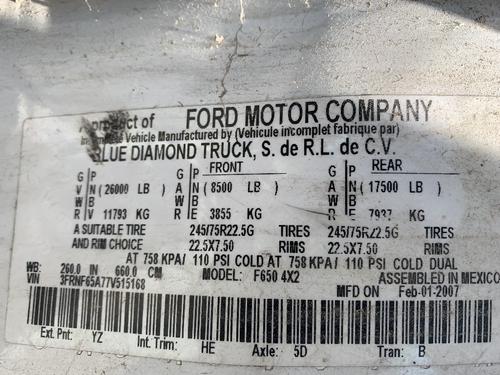 Product of FORD MOTOR COMPANY
Incomplete Vehicle Manufactured by (Vehicule incomplet fabrique par)
BLUE DIAMOND TRUCK, S. de R.L. de C.V.
FRONT REAR
G P G P G P
V N (26000 LB ) A N (8500 LB ) A N (17500 LB )
W B W B W B
R V 11793 KG R E 3855 KG R E 7937 KG
A SUITABLE TIRE 245/75R22.5G TIRES 245/75R22.5G TIRES
AND RIM CHOICE 22.5X7.50 RIMS 22.5X7.50 RIMS
AT 758 KPA/ 110 PSI COLD AT 758 KPA/ 110 PSI COLD DUAL
WB: 260.0 IN 660.0 CM MODEL: F650 4X2 ASSEMBLED IN MEXICO
VIN 3FRNF65A77V515168 MFD ON Feb-01-2007
Ext. Pnt: YZ Int. Trim: HE Axle: 5D Tran: B